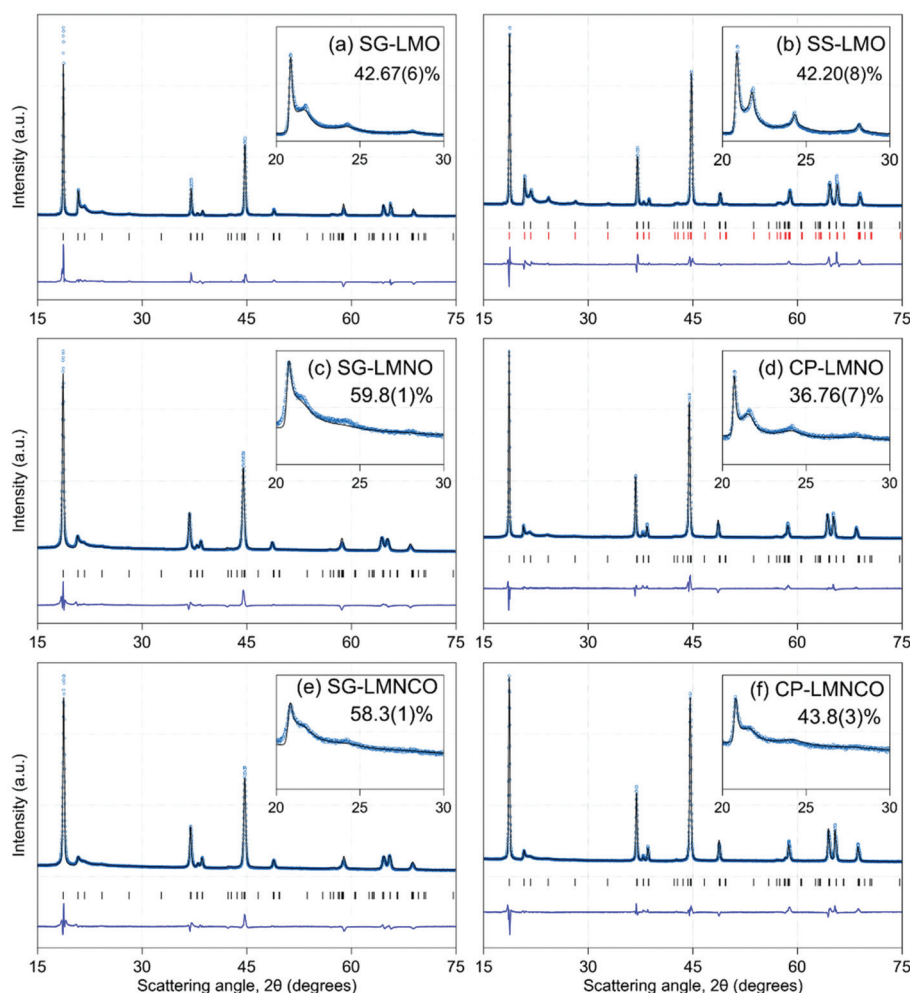 (a) SG-LMO
42.67(6)%
20 25 30
Intensity (a.u.)
15 30 45 60 75
(b) SS-LMO
42.20(8)%
20 25 30
15 30 45 60 75
(c) SG-LMNO
59.8(1)%
20 25 30
Intensity (a.u.)
15 30 45 60 75
(d) CP-LMNO
36.76(7)%
20 25 30
15 30 45 60 75
(e) SG-LMNCO
58.3(1)%
20 25 30
Intensity (a.u.)
15 30 45 60 75
Scattering angle, 2θ (degrees)
(f) CP-LMNCO
43.8(3)%
20 25 30
15 30 45 60 75
Scattering angle, 2θ (degrees)